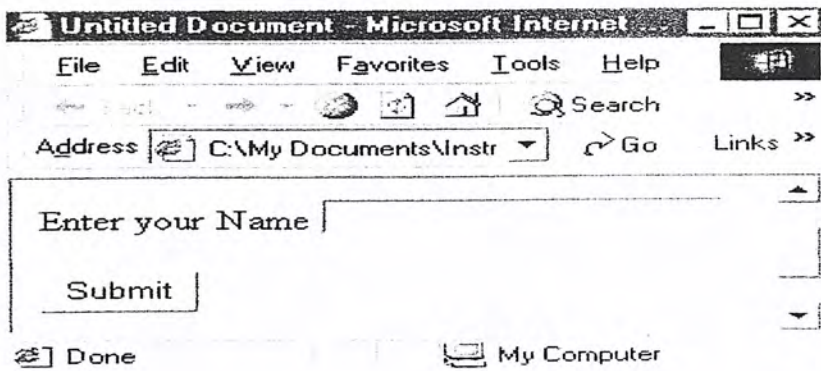 Untitled Document - Microsoft Internet
File Edit View Favorites Tools Help
Search »
Address C:\My Documents\Instr Go Links »
Enter your Name
Submit
Done My Computer